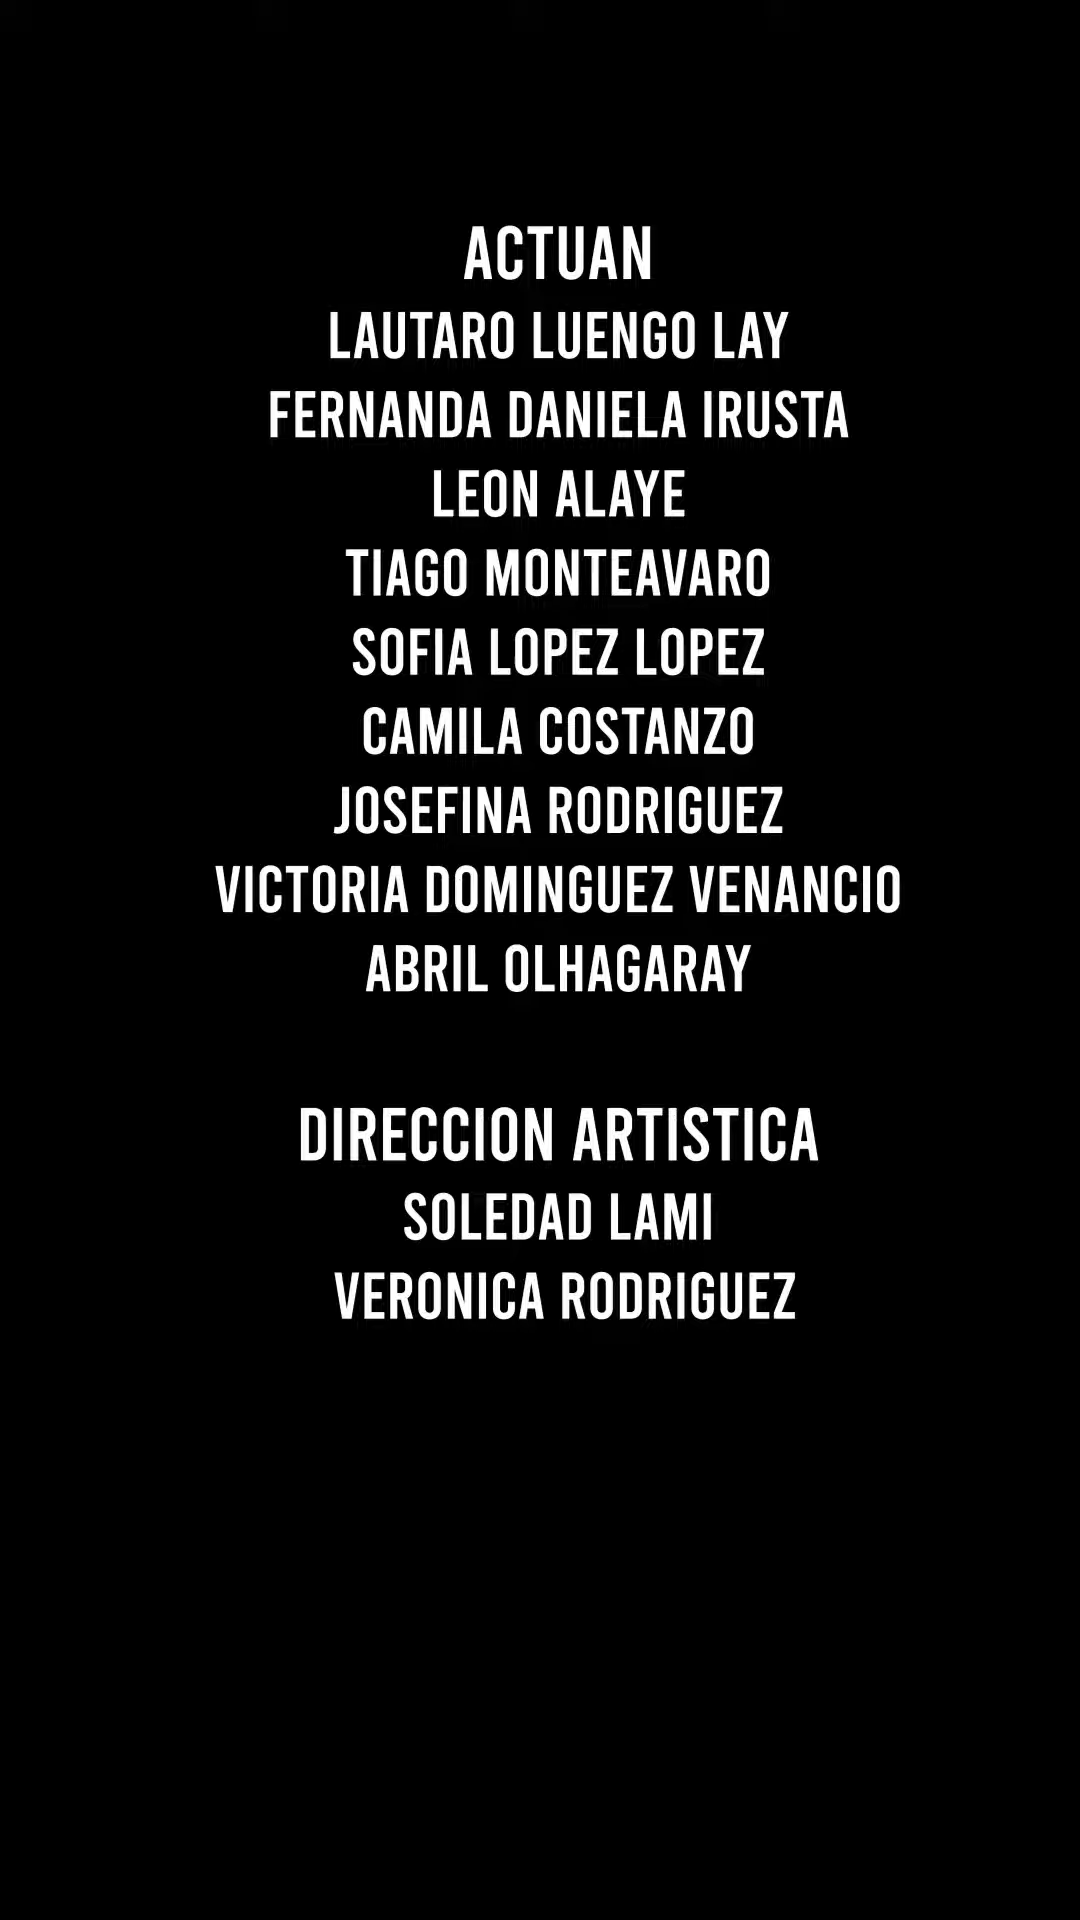 ACTUAN
LAUTARO LUENGO LAY
FERNANDA DANIELA IRUSTA
LEON ALAYE
TIAGO MONTEAVARO
SOFIA LOPEZ LOPEZ
CAMILA COSTANZO
JOSEFINA RODRIGUEZ
VICTORIA DOMINGUEZ VENANCIO
ABRIL OLHAGARAY
DIRECCION ARTISTICA
SOLEDAD LAMI
VERONICA RODRIGUEZ